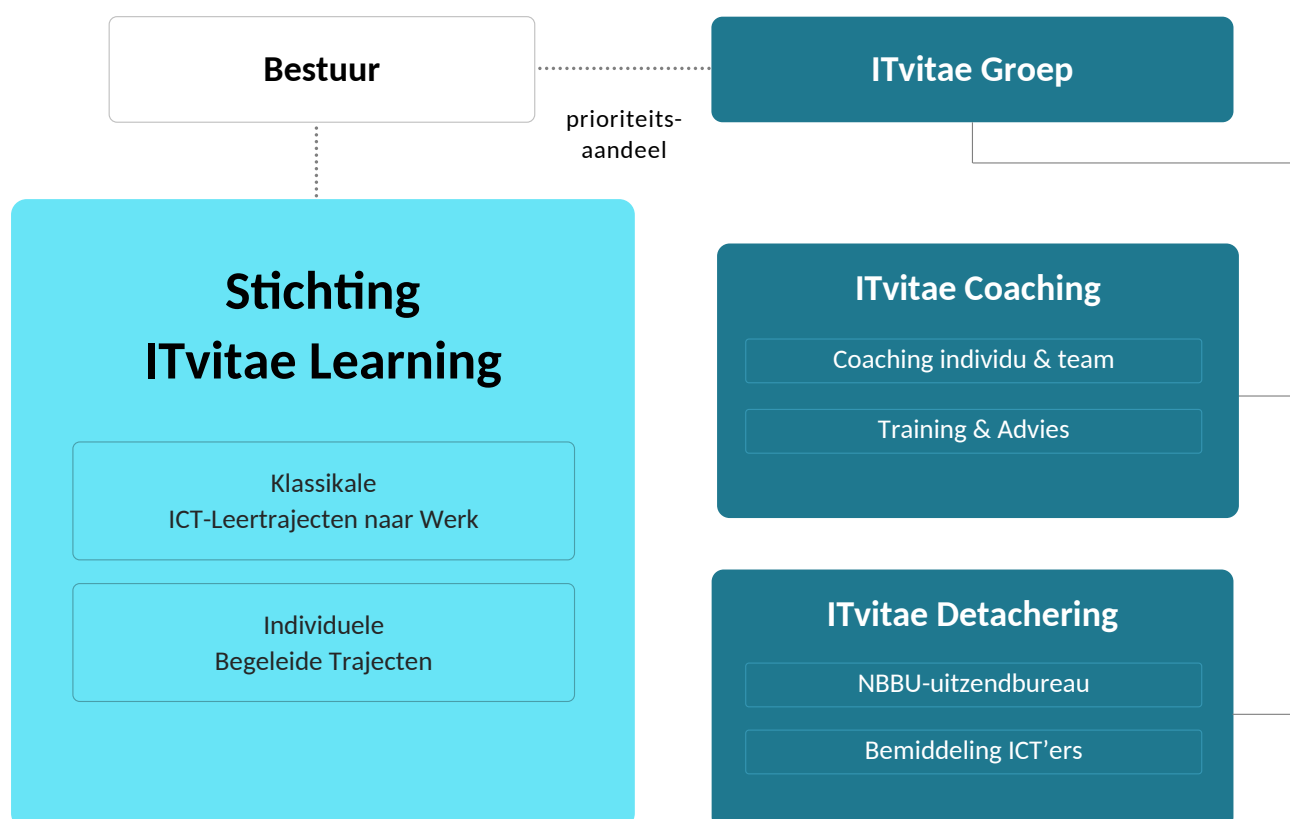 Bestuur
ITvitae Groep
prioriteits-
aandeel
Stichting
ITvitae Learning
Klassikale
ICT-Leertrajecten naar Werk
Individuele
Begeleide Trajecten
ITvitae Coaching
Coaching individu & team
Training & Advies
ITvitae Detachering
NBBU-uitzendbureau
Bemiddeling ICT’ers